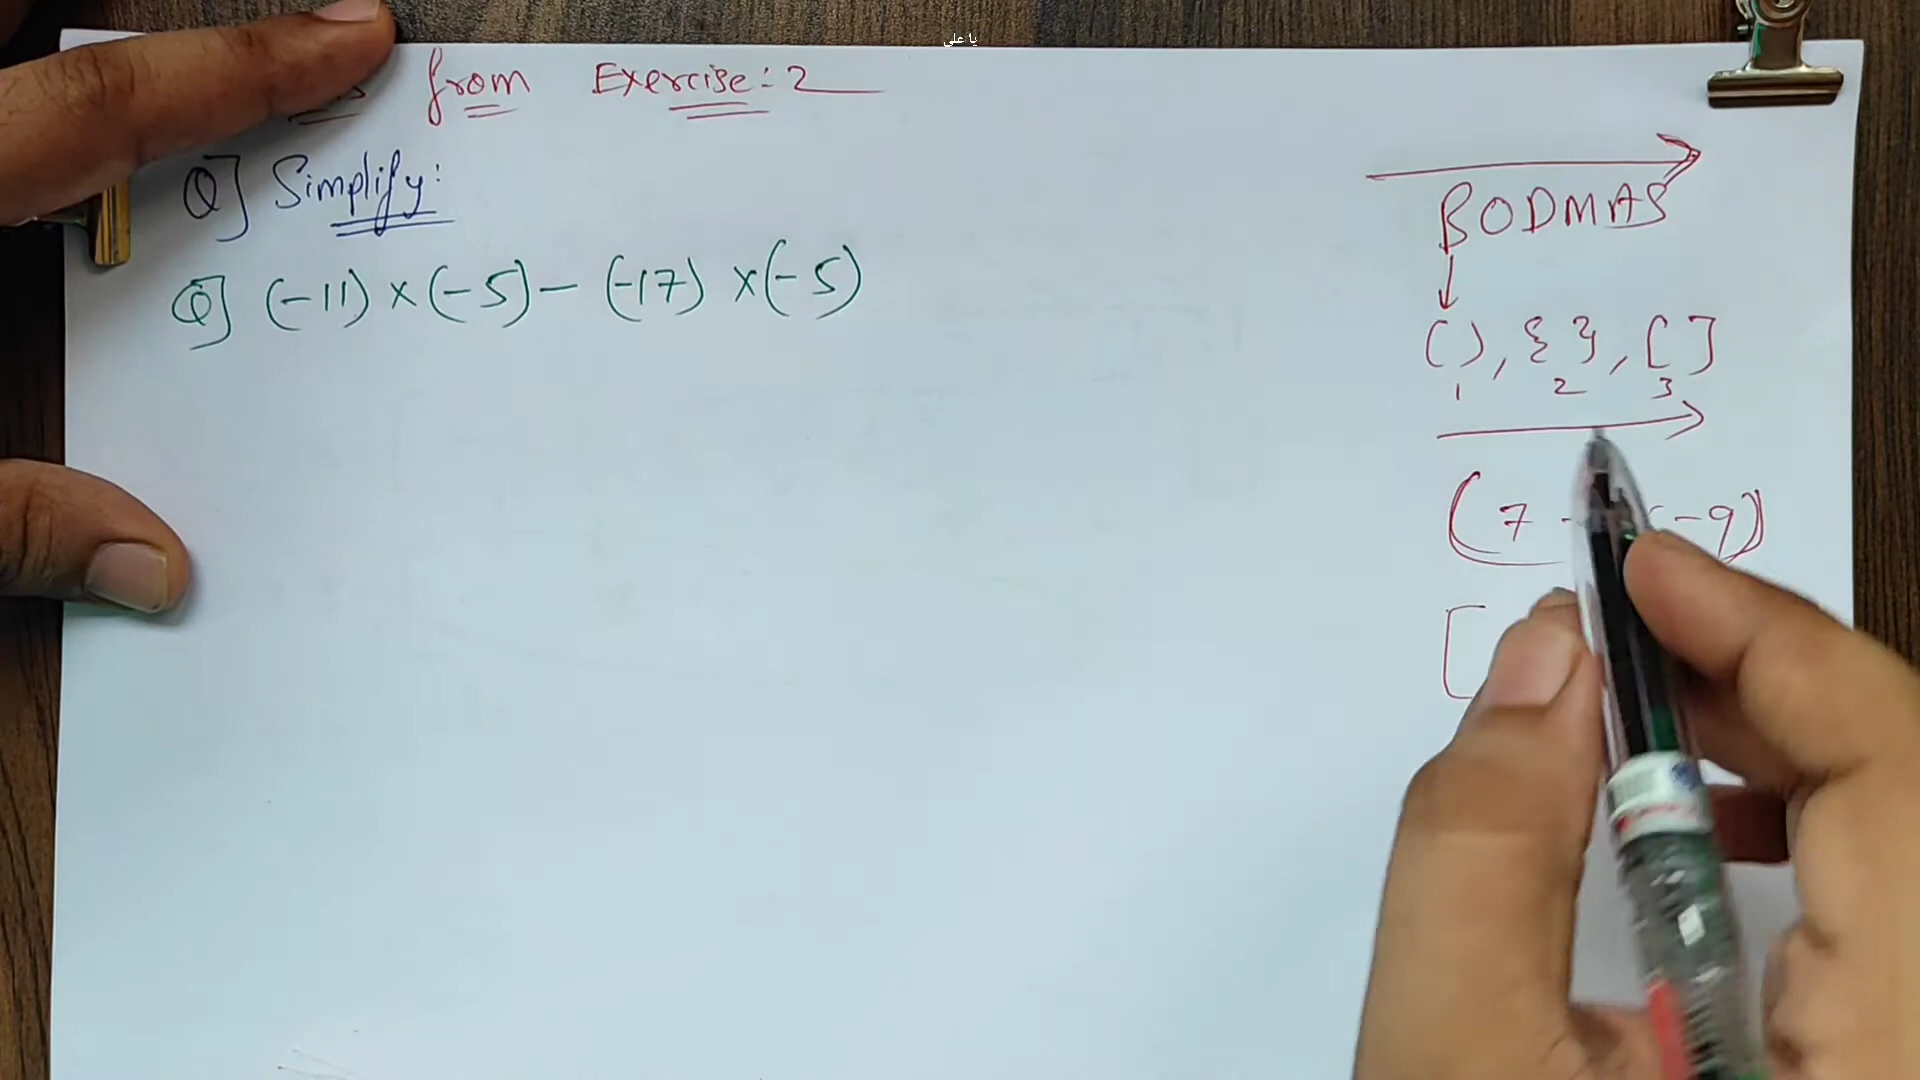 يا علي
from Exercise: 2
Q] Simplify:
Q] (-11) × (-5) - (-17) × (-5)
BODMAS
( ), { }, [ ]
1 2 3
(7 - -9)
[